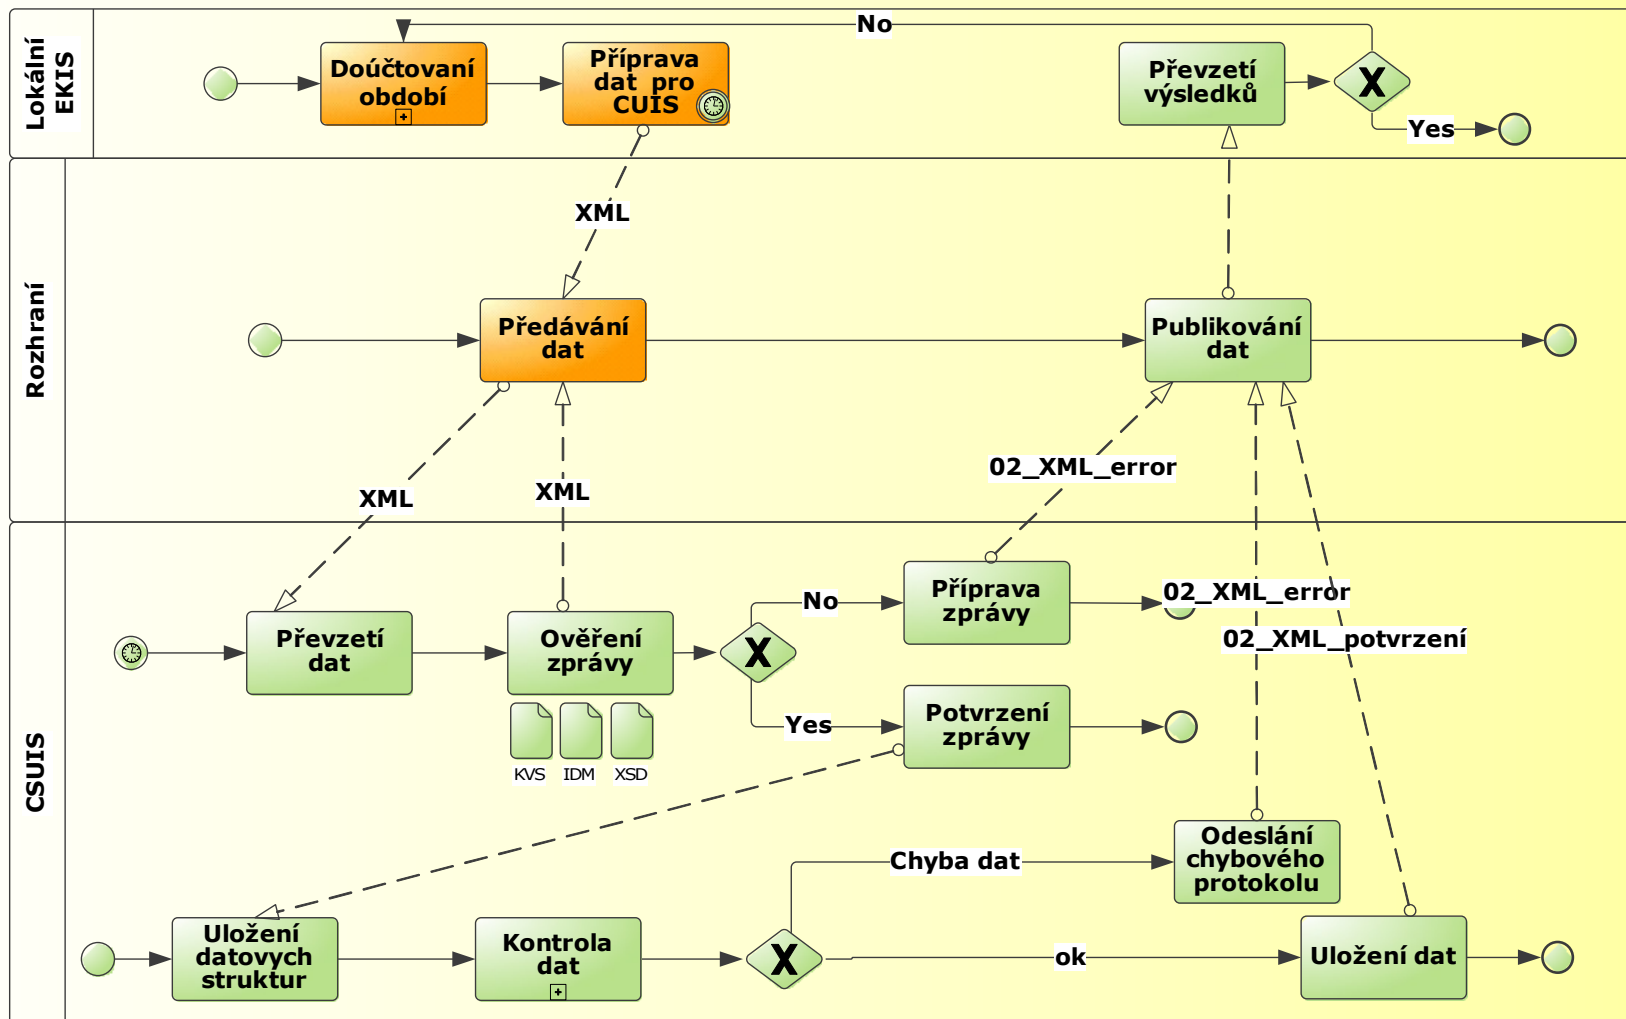 Lokální
EKIS
No
Doúčtovaní
období
Příprava
dat pro
CUIS
Převzetí
výsledků
X
Yes
Rozhraní
XML
Předávání
dat
Publikování
dat
XML
XML
02_XML_error
CSUIS
Převzetí
dat
Ověření
zprávy
KVS
IDM
XSD
X
No
Příprava
zprávy
Yes
Potvrzení
zprávy
02_XML_error
02_XML_potvrzení
Chyba dat
Odeslání
chybového
protokolu
Uložení
datovych
struktur
Kontrola
dat
X
ok
Uložení dat